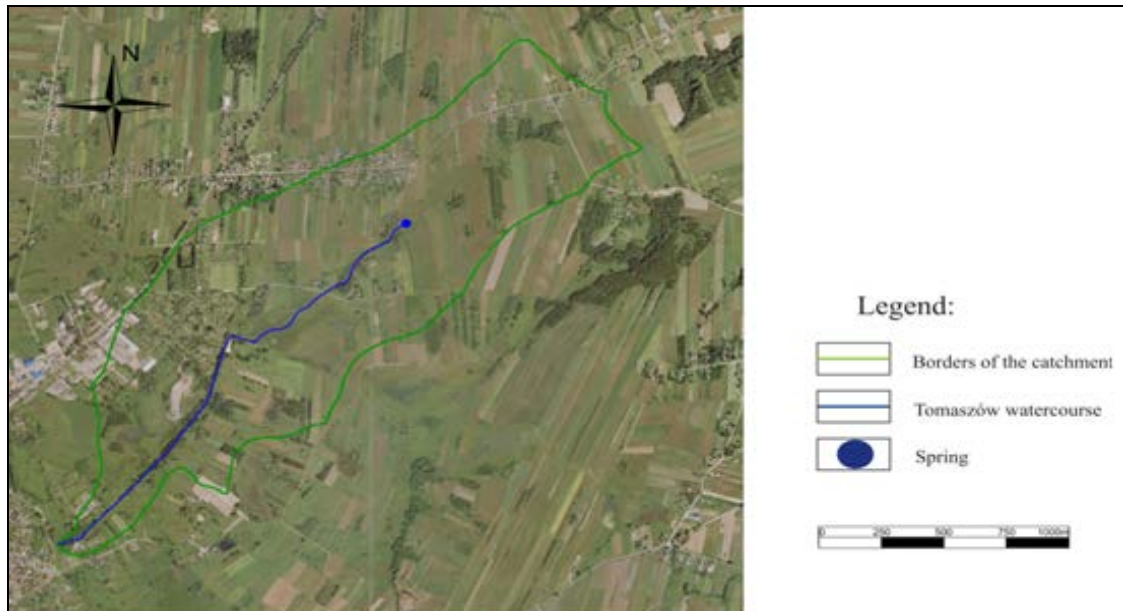 N
Legend:
Borders of the catchment
Tomaszów watercourse
Spring
0 250 500 750 1000m